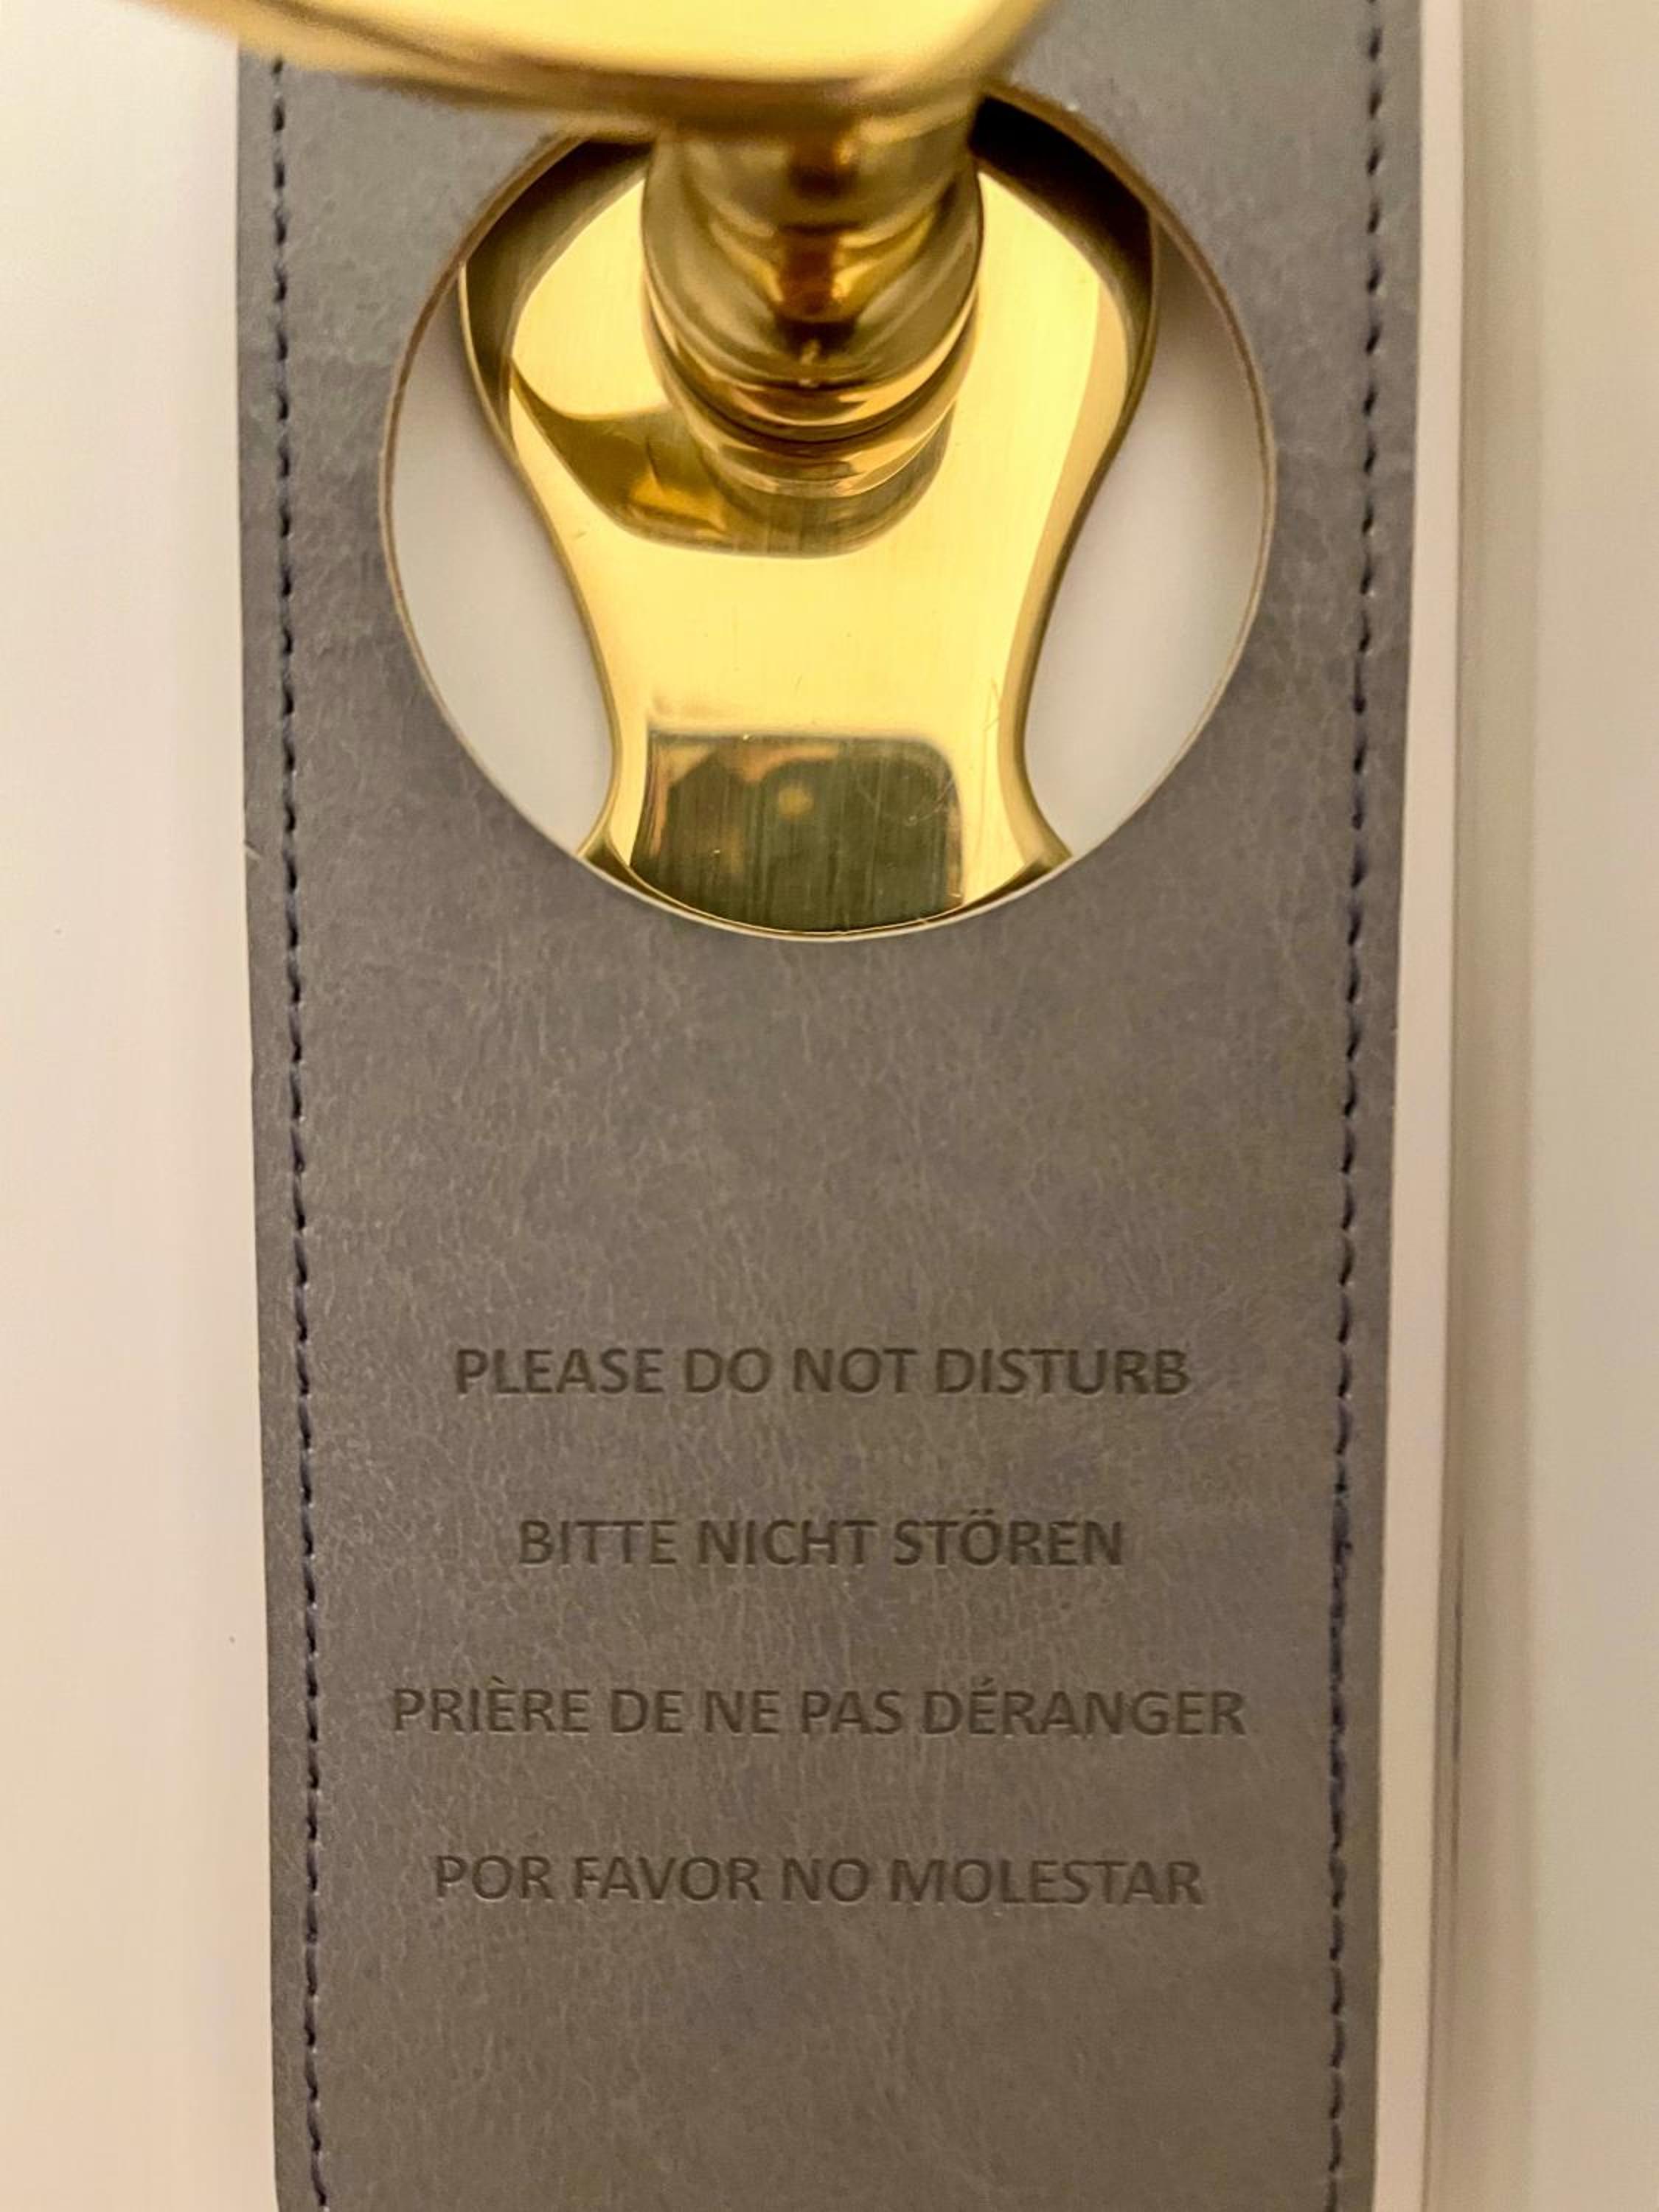 PLEASE DO NOT DISTURB
BITTE NICHT STÖREN
PRIÈRE DE NE PAS DÉRANGER
POR FAVOR NO MOLESTAR